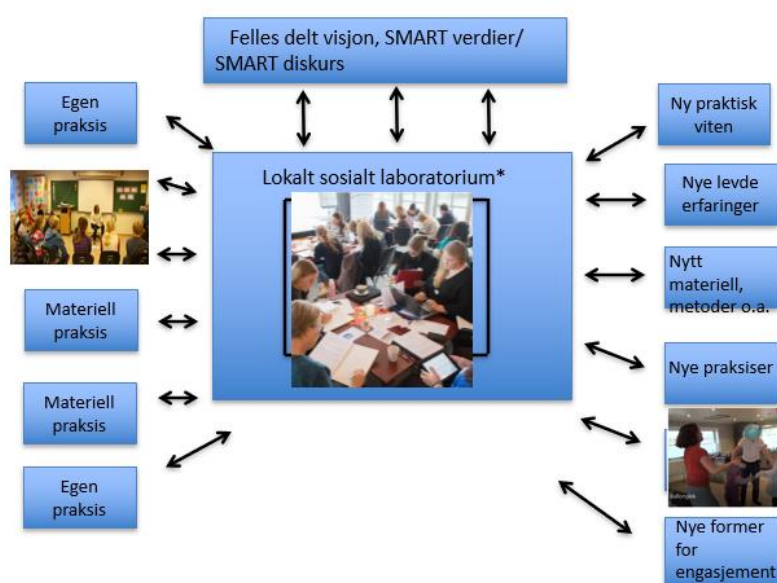 Felles delt visjon, SMART verdier/
SMART diskurs
Egen
praksis
Materiell
praksis
Materiell
praksis
Egen
praksis
Lokalt sosialt laboratorium*
Ny praktisk
viten
Nye levde
erfaringer
Nytt
materiell,
metoder o.a.
Nye praksiser
Ballonglek
Nye former
for
engasjement